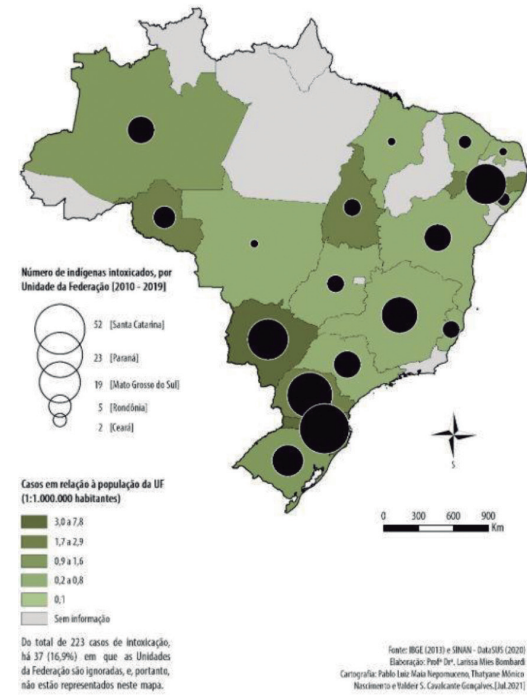 Número de indígenas intoxicados, por
Unidade da Federação (2010 - 2019)
52 [Santa Catarina]
23 [Paraná]
19 [Mato Grosso do Sul]
5 [Rondônia]
2 [Ceará]
Casos em relação à população da UF
(1:1.000.000 habitantes)
3,0 a 7,8
1,7 a 2,9
0,9 a 1,6
0,2 a 0,8
0,1
Sem informação
Do total de 223 casos de intoxicação,
há 37 (16,9%) em que as Unidades
da Federação são ignoradas, e, portanto,
não estão representados neste mapa.
S
0 300 600 900
Km
Fonte: IBGE (2013) e SINAN - DataSUS (2020)
Elaboração: Profª Drª. Larissa Mies Bombardi
Cartografia: Pablo Luiz Maia Nepomuceno, Thutyane Mônico
Nascimento e Valdeir S. Cavalcante Gonçalves. [Jul.2021]